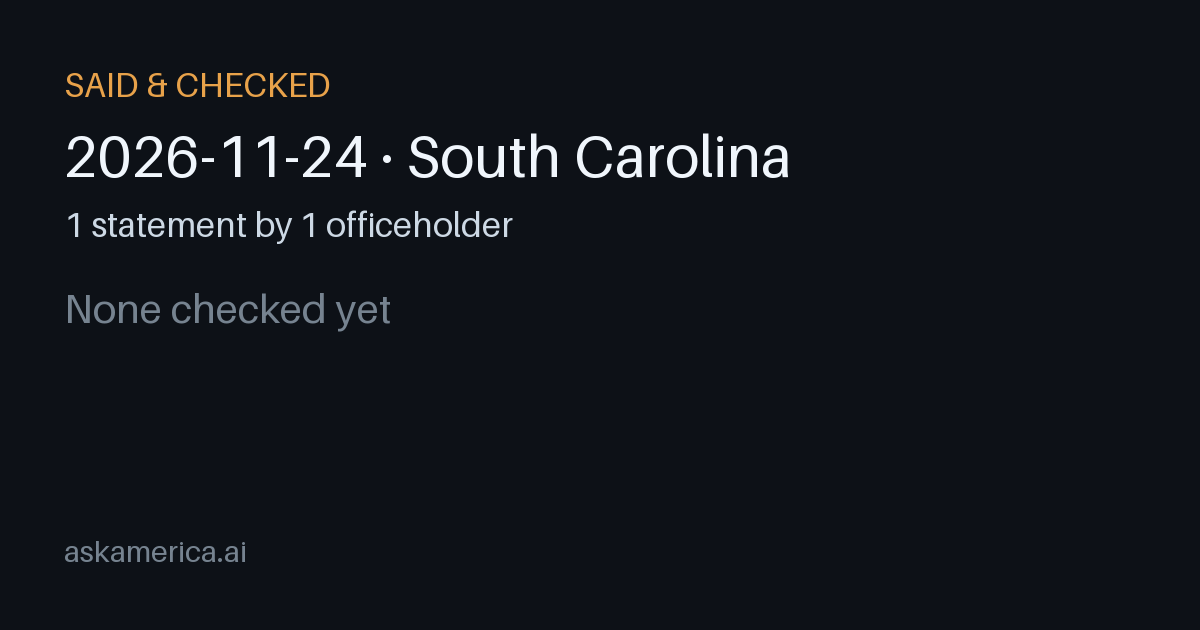 SAID & CHECKED
2026-11-24 · South Carolina
1 statement by 1 officeholder
None checked yet
askamerica.ai